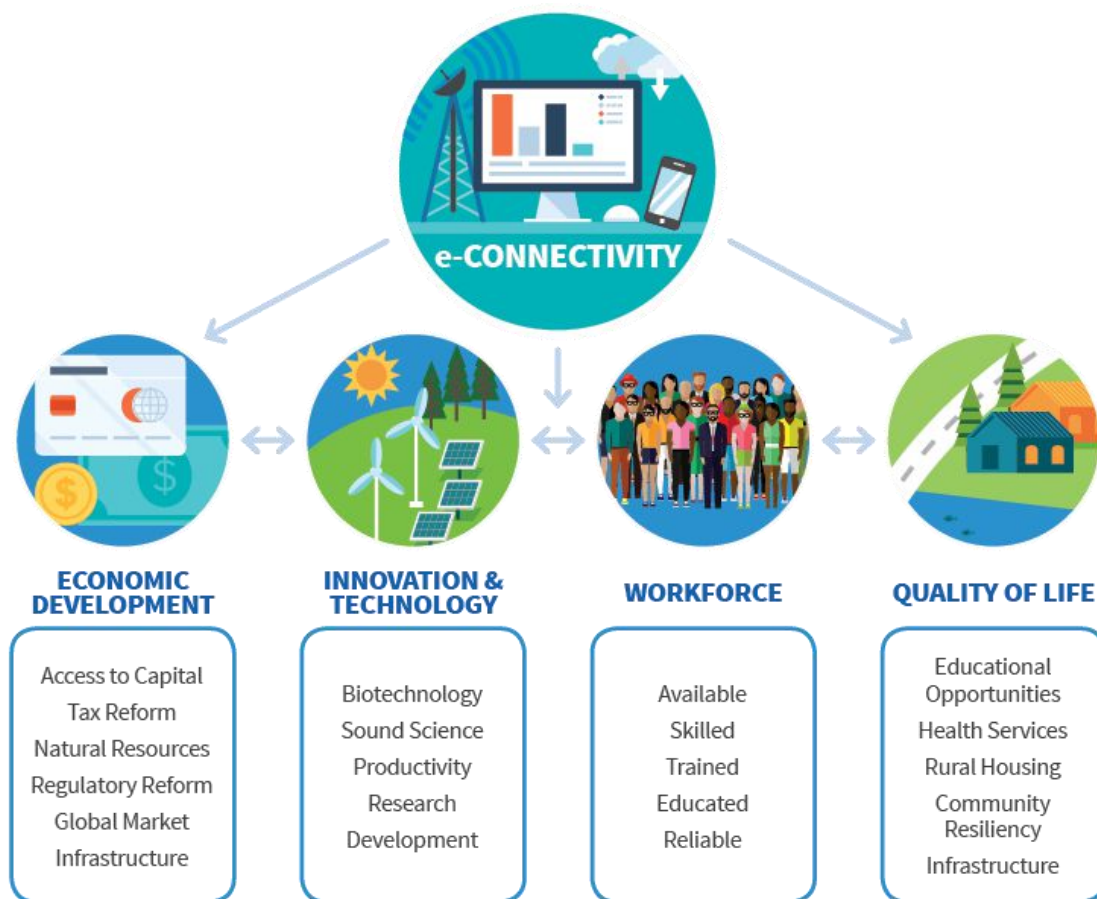 e-CONNECTIVITY
ECONOMIC
DEVELOPMENT
Access to Capital
Tax Reform
Natural Resources
Regulatory Reform
Global Market
Infrastructure
INNOVATION &
TECHNOLOGY
Biotechnology
Sound Science
Productivity
Research
Development
WORKFORCE
Available
Skilled
Trained
Educated
Reliable
QUALITY OF LIFE
Educational
Opportunities
Health Services
Rural Housing
Community
Resiliency
Infrastructure